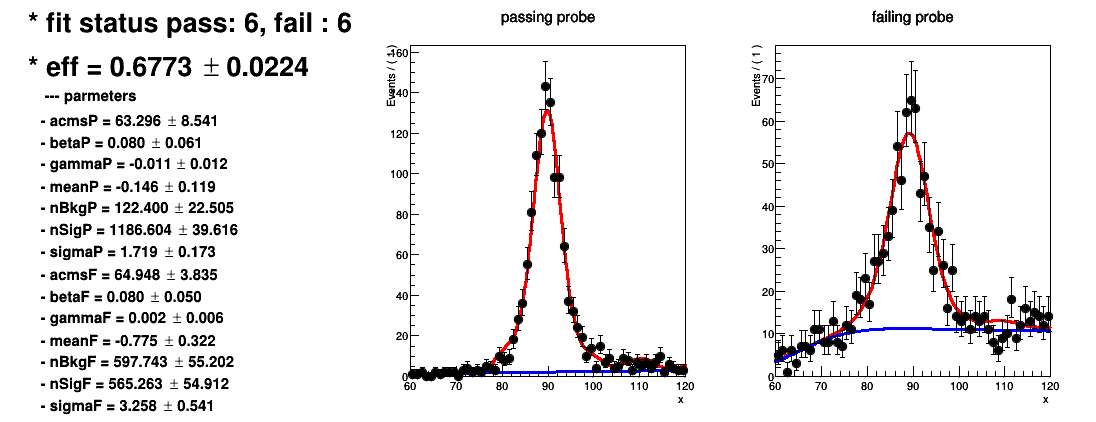 * fit status pass: 6, fail : 6
* eff = 0.6773 ± 0.0224
--- parmeters
- acmsP = 63.296 ± 8.541
- betaP = 0.080 ± 0.061
- gammaP = -0.011 ± 0.012
- meanP = -0.146 ± 0.119
- nBkgP = 122.400 ± 22.505
- nSigP = 1186.604 ± 39.616
- sigmaP = 1.719 ± 0.173
- acmsF = 64.948 ± 3.835
- betaF = 0.080 ± 0.050
- gammaF = 0.002 ± 0.006
- meanF = -0.775 ± 0.322
- nBkgF = 597.743 ± 55.202
- nSigF = 565.263 ± 54.912
- sigmaF = 3.258 ± 0.541
passing probe
Events / ( 1 )
160
140
120
100
80
60
40
20
0
60 70 80 90 100 110 120
x
failing probe
Events / ( 1 )
70
60
50
40
30
20
10
0
60 70 80 90 100 110 120
x